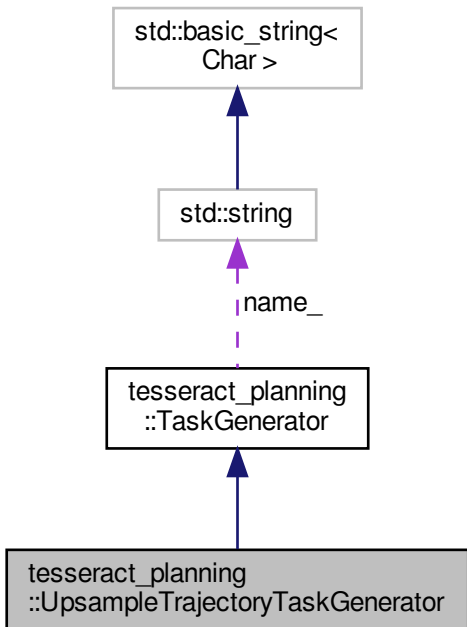 std::basic_string<
Char >
std::string
name_
tesseract_planning
::TaskGenerator
tesseract_planning
::UpsampleTrajectoryTaskGenerator